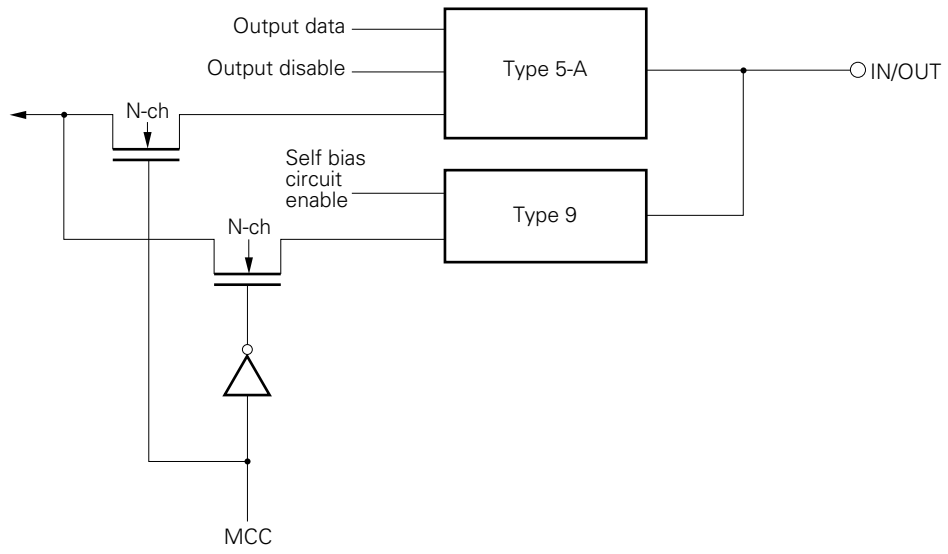 Output data
Output disable
Type 5-A
IN/OUT
N-ch
Self bias
circuit
enable
Type 9
N-ch
MCC